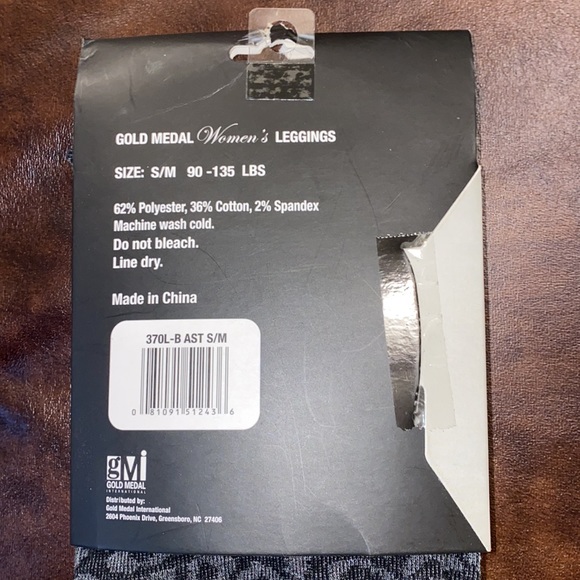 GOLD MEDAL Women's LEGGINGS
SIZE: S/M 90 -135 LBS
62% Polyester, 36% Cotton, 2% Spandex
Machine wash cold.
Do not bleach.
Line dry.
Made in China
370L-B AST S/M
0 81091 51243 6
gMi
GOLD MEDAL
INTERNATIONAL
Distributed by:
Gold Medal International
2604 Phoenix Drive, Greensboro, NC 27406